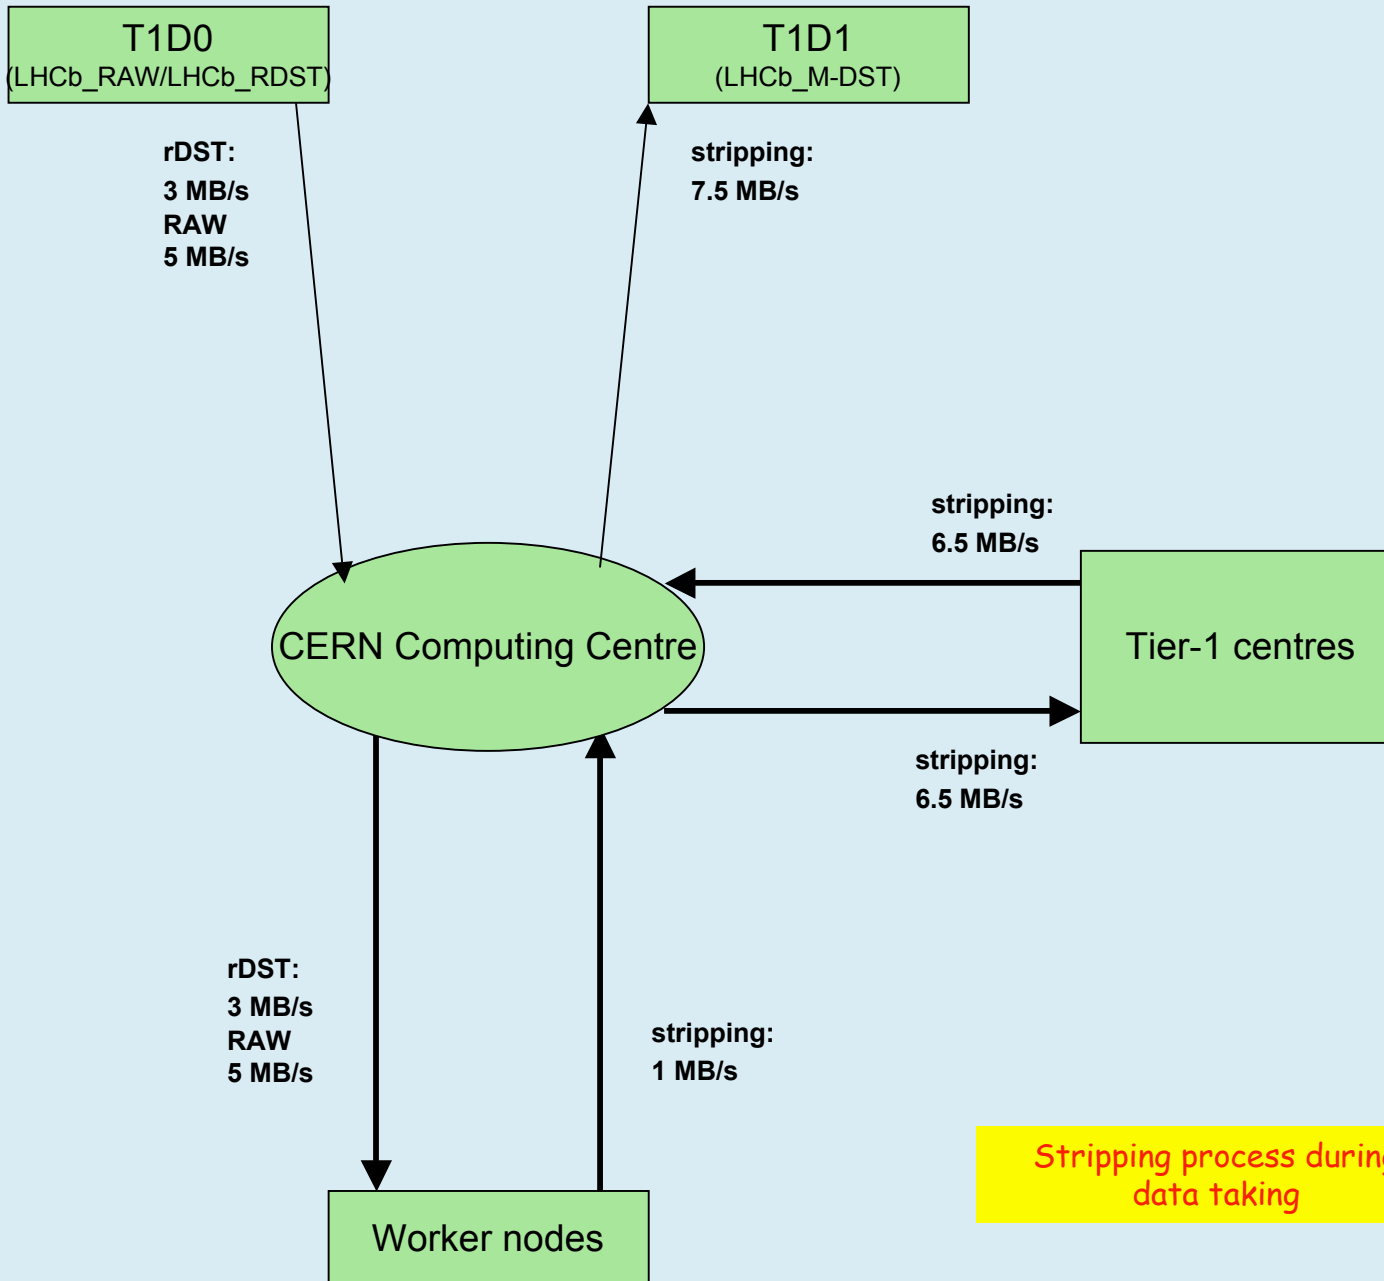 T1D0
(LHCb_RAW/LHCb_RDST)
T1D1
(LHCb_M-DST)
rDST:
3 MB/s
RAW
5 MB/s
stripping:
7.5 MB/s
stripping:
6.5 MB/s
CERN Computing Centre
Tier-1 centres
stripping:
6.5 MB/s
rDST:
3 MB/s
RAW
5 MB/s
stripping:
1 MB/s
Stripping process during
data taking
Worker nodes